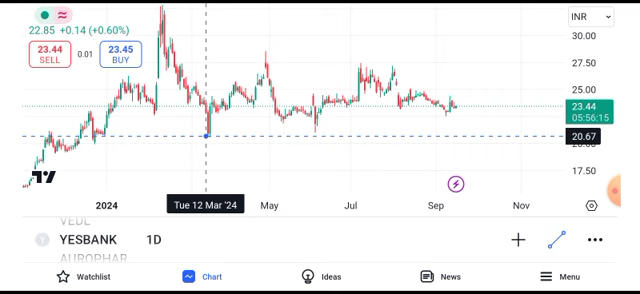 22.85 +0.14 (+0.60%)
23.44
SELL
0.01
23.45
BUY
INR
30.00
27.50
25.00
23.44
05:56:15
20.67
17.50
2024
Tue 12 Mar '24
May
Jul
Sep
Nov
VEDL
Y YESBANK 1D
AUROPHAR
Watchlist
Chart
Ideas
News
Menu